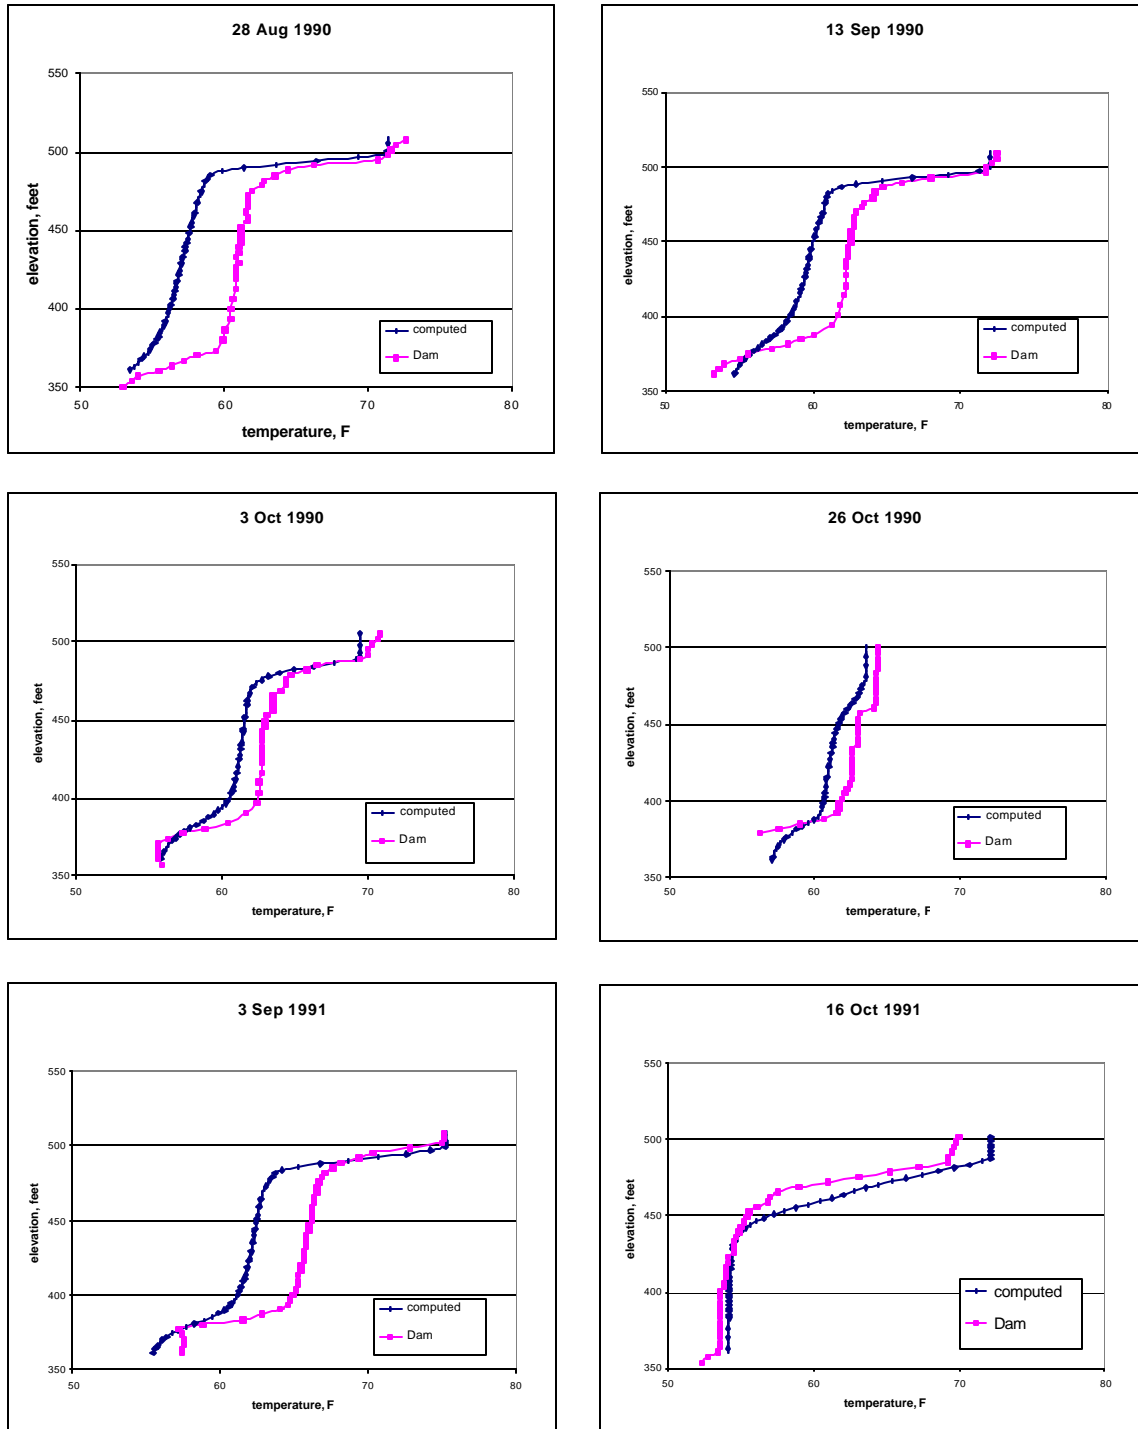 28 Aug 1990
550
500
450
400
350
50 60 70 80
elevation, feet
temperature, F
computed
Dam
13 Sep 1990
550
500
450
400
350
50 60 70 80
elevation, feet
temperature, F
computed
Dam
3 Oct 1990
550
500
450
400
350
50 60 70 80
elevation, feet
temperature, F
computed
Dam
26 Oct 1990
550
500
450
400
350
50 60 70 80
elevation, feet
temperature, F
computed
Dam
3 Sep 1991
550
500
450
400
350
50 60 70 80
elevation, feet
temperature, F
computed
Dam
16 Oct 1991
550
500
450
400
350
50 60 70 80
elevation, feet
temperature, F
computed
Dam